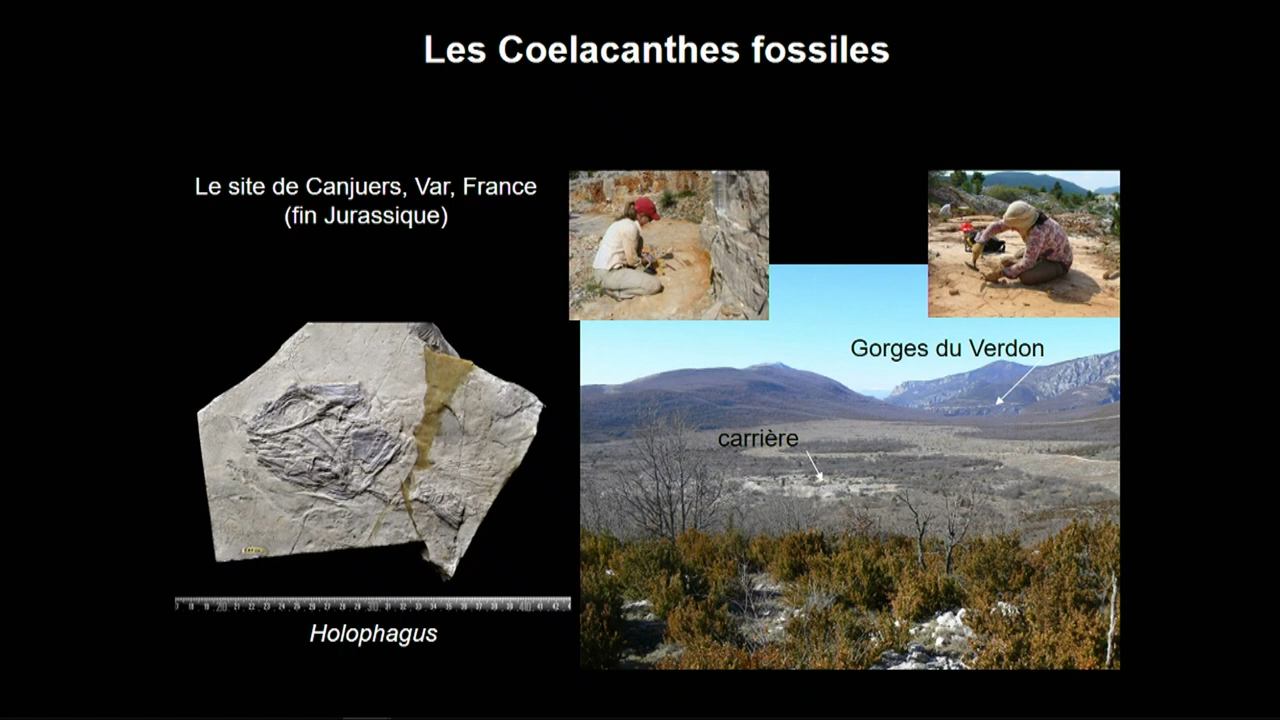 Les Coelacanthes fossiles
Le site de Canjuers, Var, France
(fin Jurassique)
Gorges du Verdon
carrière
Holophagus